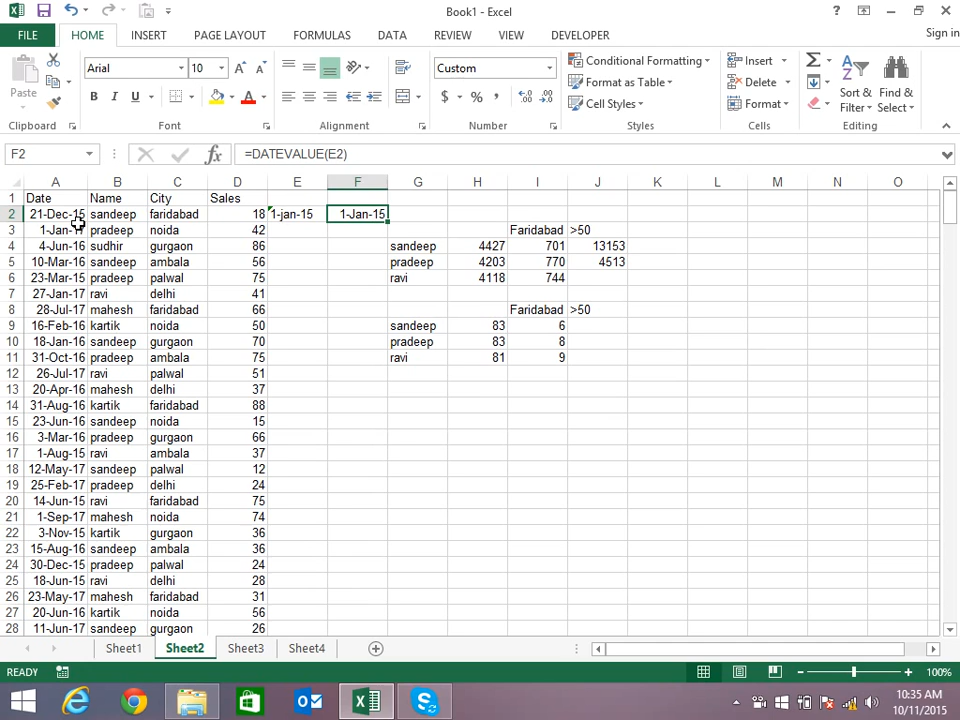 Book1 - Excel
? Sign in
FILE HOME INSERT PAGE LAYOUT FORMULAS DATA REVIEW VIEW DEVELOPER
Paste
Clipboard
Arial 10
B I U
Font
Alignment
Custom
$ % ,
Number
Conditional Formatting
Format as Table
Cell Styles
Styles
Insert
Delete
Format
Cells
Sort & Filter
Find & Select
Editing
F2 fx =DATEVALUE(E2)
A B C D E F G H I J K L M N O
1 Date Name City Sales
2 21-Dec-15 sandeep faridabad 18 1-jan-15 1-Jan-15
3 1-Jan-17 pradeep noida 42 Faridabad >50
4 4-Jun-16 sudhir gurgaon 86 sandeep 4427 701 13153
5 10-Mar-16 sandeep ambala 56 pradeep 4203 770 4513
6 23-Mar-15 pradeep palwal 75 ravi 4118 744
7 27-Jan-17 ravi delhi 41
8 28-Jul-17 mahesh faridabad 66 Faridabad >50
9 16-Feb-16 kartik noida 50 sandeep 83 6
10 18-Jan-16 sandeep gurgaon 70 pradeep 83 8
11 31-Oct-16 pradeep ambala 75 ravi 81 9
12 26-Jul-17 ravi palwal 51
13 20-Apr-16 mahesh delhi 37
14 31-Aug-16 kartik faridabad 88
15 23-Jun-16 sandeep noida 15
16 3-Mar-16 pradeep gurgaon 66
17 1-Aug-15 ravi ambala 37
18 12-May-17 sandeep palwal 12
19 25-Feb-17 pradeep delhi 24
20 14-Jun-15 ravi faridabad 75
21 1-Sep-17 mahesh noida 74
22 3-Nov-15 kartik gurgaon 36
23 15-Aug-16 sandeep ambala 36
24 30-Dec-15 pradeep palwal 24
25 18-Jun-15 ravi delhi 28
26 23-May-17 mahesh faridabad 31
27 20-Jun-16 kartik noida 56
28 11-Jun-17 sandeep gurgaon 26
Sheet1 Sheet2 Sheet3 Sheet4
READY 100%
10:35 AM
10/11/2015